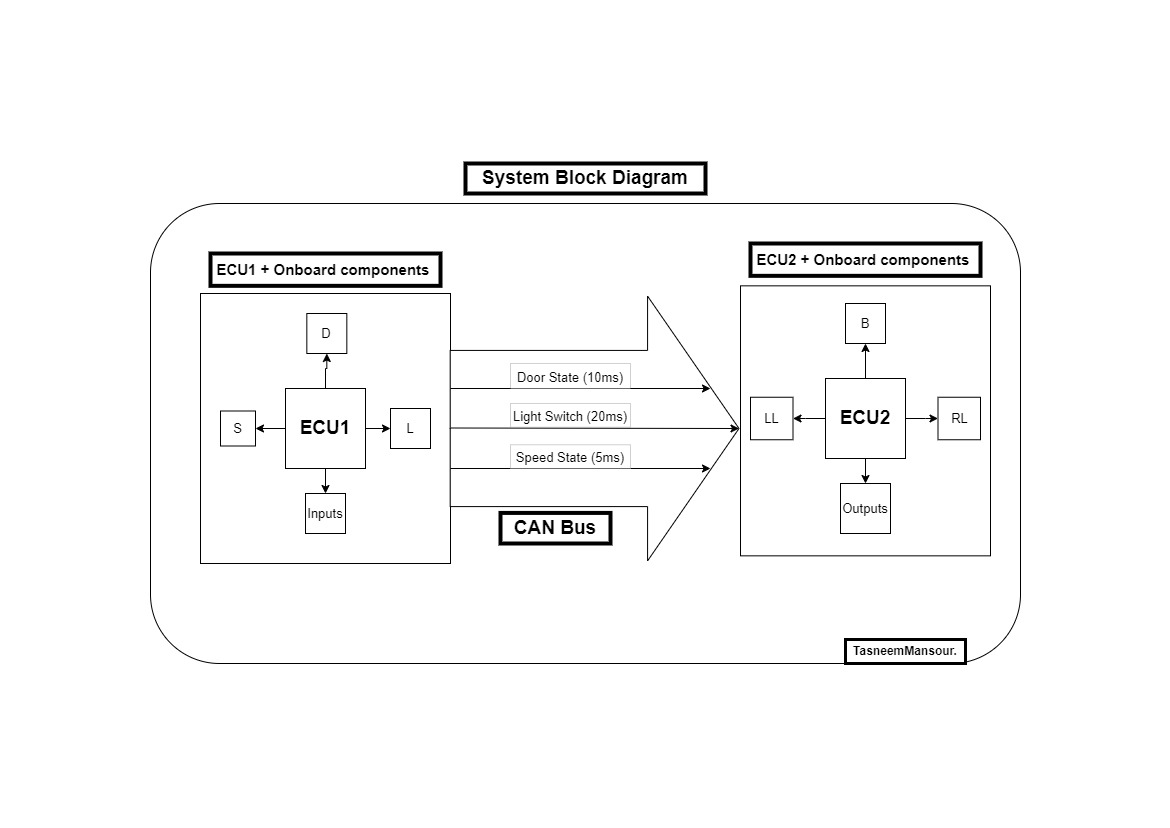 System Block Diagram
ECU1 + Onboard components
ECU2 + Onboard components
D
S
ECU1
L
Inputs
Door State (10ms)
Light Switch (20ms)
Speed State (5ms)
CAN Bus
B
LL
ECU2
RL
Outputs
TasneemMansour.